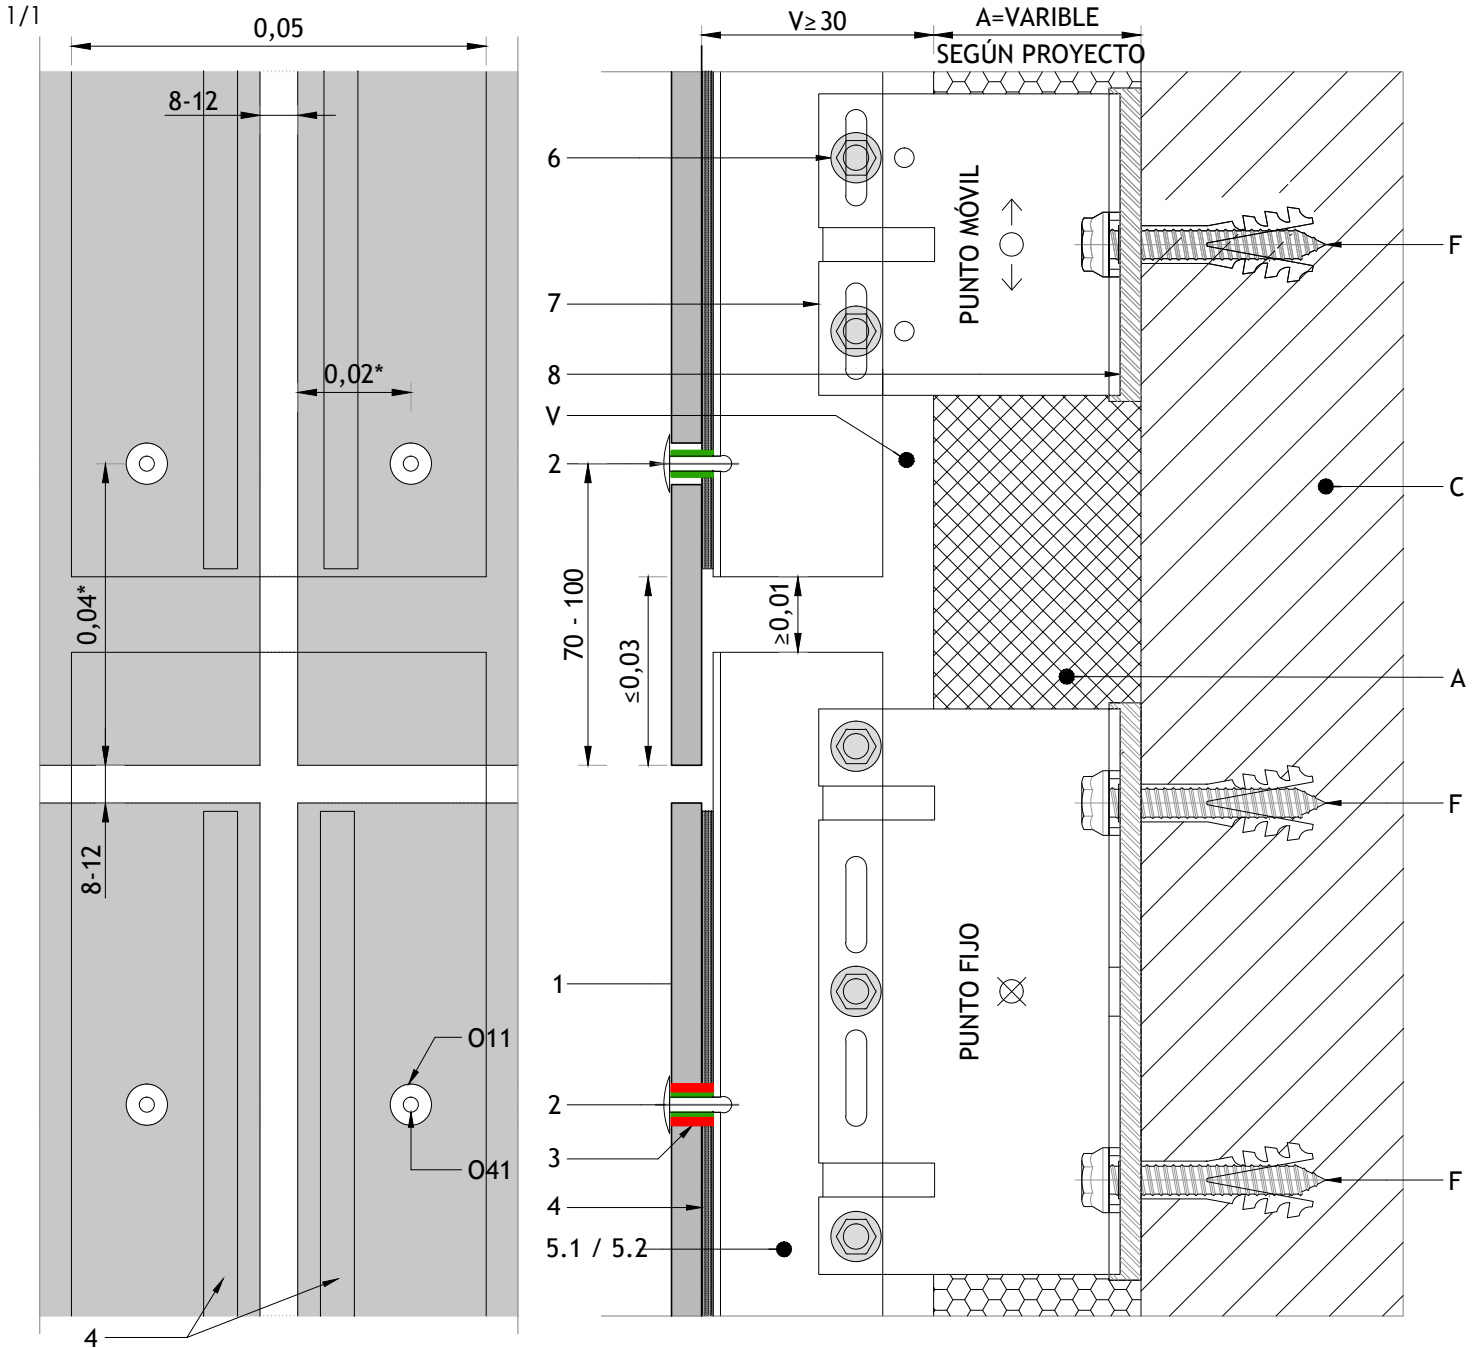 1/1
0,05
V≥30
A=VARIBLE
SEGÚN PROYECTO
8-12
6
PUNTO MÓVIL
F
7
0,02*
8
V
2
C
0,04*
70 - 100
≤0,03
≥0,01
A
8-12
F
1
PUNTO FIJO
O11
2
3
O41
4
F
5.1 / 5.2
4